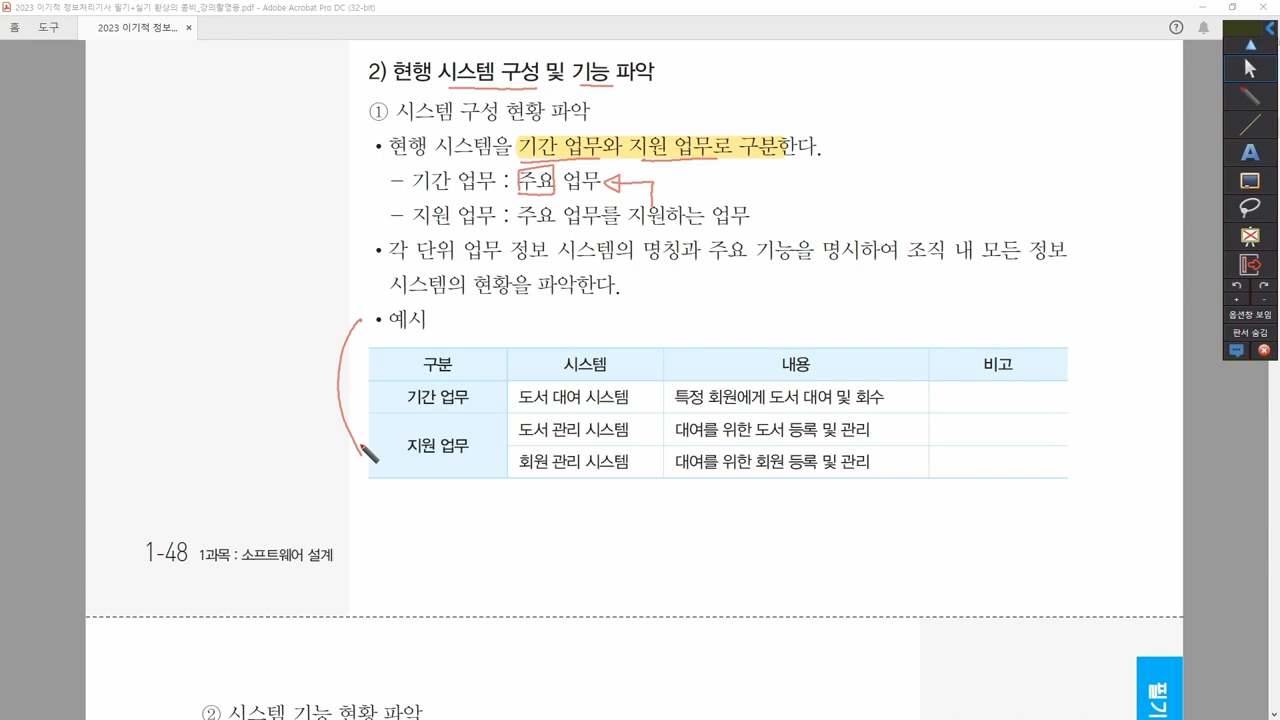 2023 이기적 정보처리기사 필기+실기 환상의 콤비_강의촬영용.pdf - Adobe Acrobat Pro DC (32-bit)
홈 도구 2023 이기적 정보... ×
2) 현행 시스템 구성 및 기능 파악
① 시스템 구성 현황 파악
• 현행 시스템을 기간 업무와 지원 업무로 구분한다.
- 기간 업무 : 주요 업무
- 지원 업무 : 주요 업무를 지원하는 업무
• 각 단위 업무 정보 시스템의 명칭과 주요 기능을 명시하여 조직 내 모든 정보
시스템의 현황을 파악한다.
• 예시
구분 시스템 내용 비고
기간 업무 도서 대여 시스템 특정 회원에게 도서 대여 및 회수
지원 업무 도서 관리 시스템 대여를 위한 도서 등록 및 관리
회원 관리 시스템 대여를 위한 회원 등록 및 관리
1-48 1과목 : 소프트웨어 설계
② 시스템 기능 현황 파악
필기
A
+ -
옵션창 보임
판서 숨김